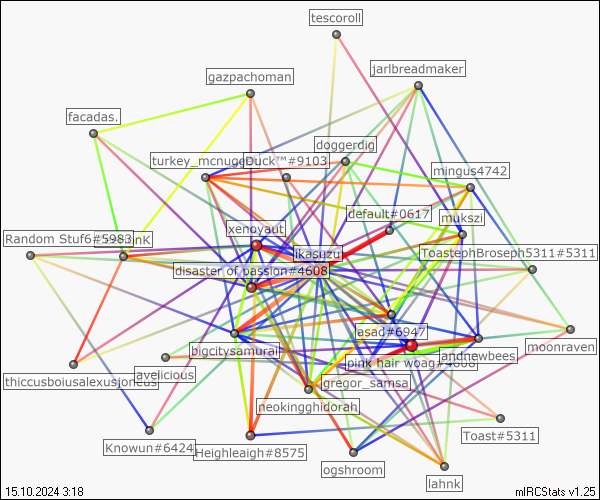 tescoroll
jarlbreadmaker
gazpachoman
facadas.
doggerdig
turkey_mcnugge
Duck™#9103
mingus4742
default#0617
mukszi
xenoyaut
Random Stuf6#5983
likasuzu
ToastephBroseph5311#5311
disaster of passion#4608
asad#6947
moonraven
bigcitysamurai
pink hair woag#4608
andnewbees
thiccusboiusalexusjoneus
avelicious
gregor_samsa
neokingghidorah
Toast#5311
Knowun#6424
Heighleaigh#8575
ogshroom
lahnk
15.10.2024 3:18
mIRCStats v1.25